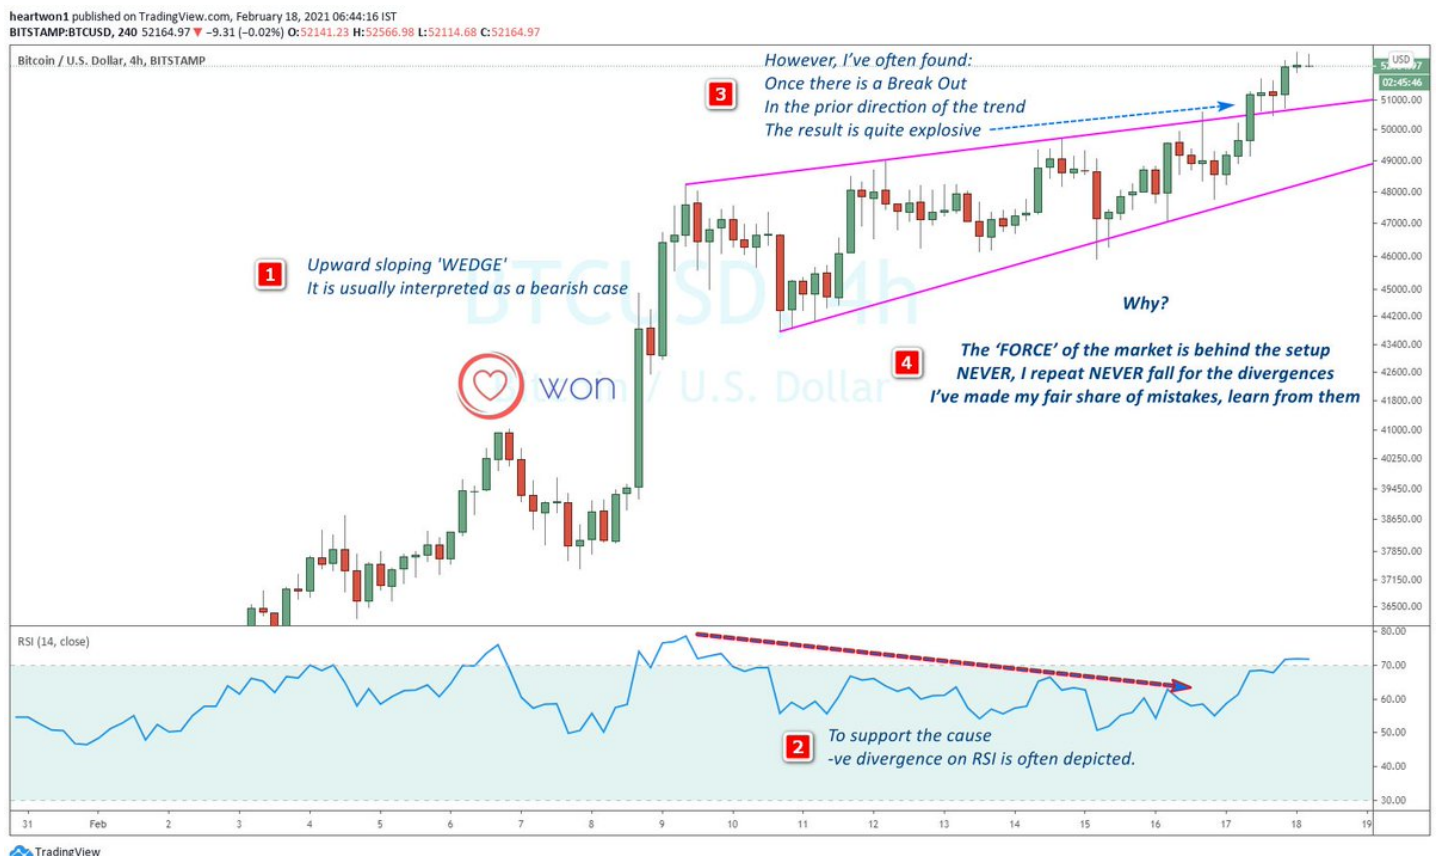 heartwon1 published on TradingView.com, February 18, 2021 06:44:16 IST
BITSTAMP:BTCUSD, 240 52164.97 ▼ −9.31 (−0.02%) O:52141.23 H:52566.98 L:52114.68 C:52164.97
Bitcoin / U.S. Dollar, 4h, BITSTAMP
USD
02:45:46
3
However, I've often found:
Once there is a Break Out
In the prior direction of the trend
The result is quite explosive
1
Upward sloping 'WEDGE'
It is usually interpreted as a bearish case
BTCUSD, 4h
Bitcoin / U.S. Dollar
won
Why?
4
The 'FORCE' of the market is behind the setup
NEVER, I repeat NEVER fall for the divergences
I've made my fair share of mistakes, learn from them
51000.00
50000.00
49000.00
48000.00
47000.00
46000.00
45000.00
44200.00
43400.00
42600.00
41800.00
41000.00
40250.00
39450.00
38650.00
37850.00
37150.00
36500.00
RSI (14, close)
80.00
70.00
60.00
50.00
40.00
30.00
2
To support the cause
-ve divergence on RSI is often depicted.
31 Feb 2 3 4 5 6 7 8 9 10 11 12 13 14 15 16 17 18 19
TradingView